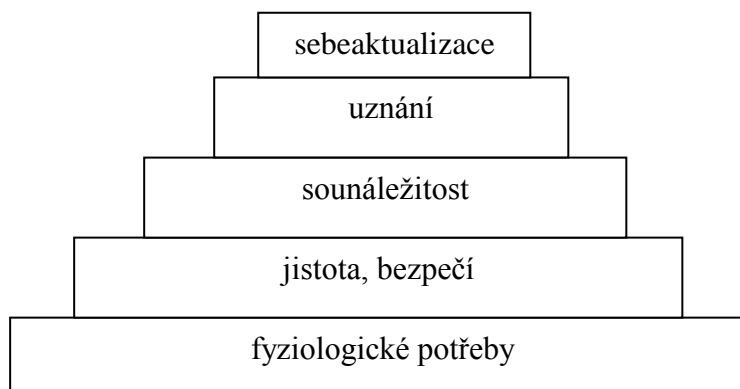 sebeaktualizace
uznání
sounáležitost
jistota, bezpečí
fyziologické potřeby